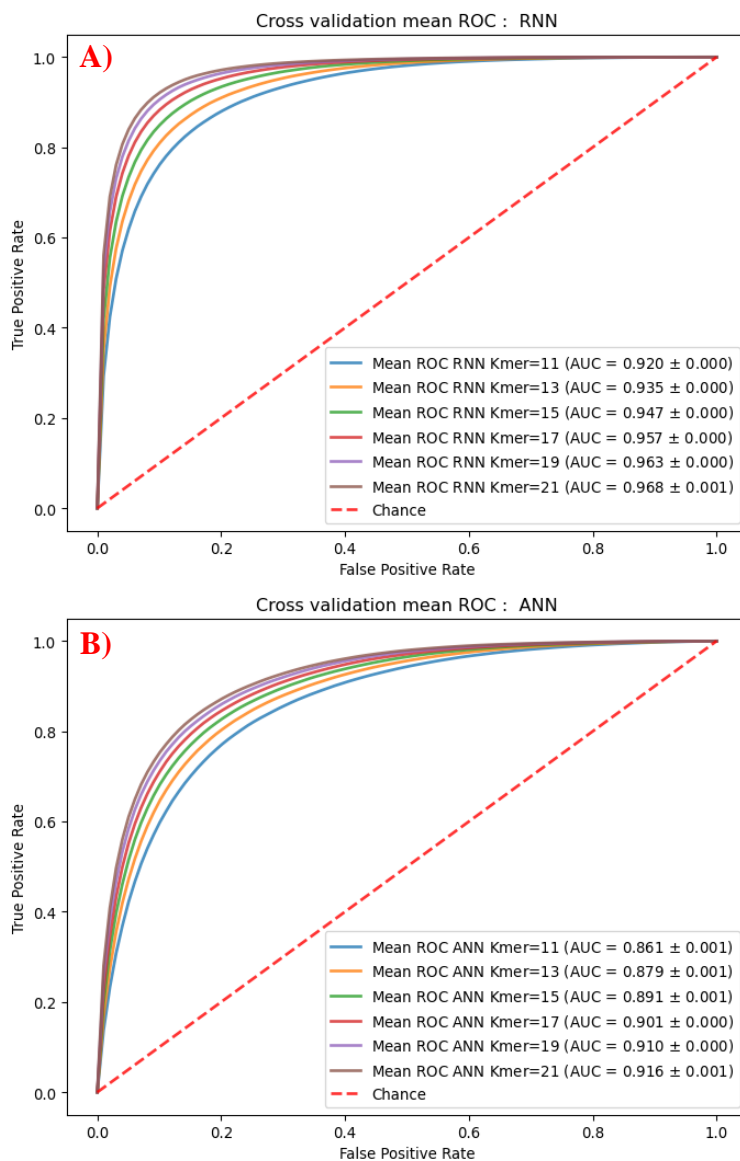 Cross validation mean ROC :  RNN
A)
1.0
0.8
0.6
0.4
0.2
0.0
True Positive Rate
Mean ROC RNN Kmer=11 (AUC = 0.920 ± 0.000)
Mean ROC RNN Kmer=13 (AUC = 0.935 ± 0.000)
Mean ROC RNN Kmer=15 (AUC = 0.947 ± 0.000)
Mean ROC RNN Kmer=17 (AUC = 0.957 ± 0.000)
Mean ROC RNN Kmer=19 (AUC = 0.963 ± 0.000)
Mean ROC RNN Kmer=21 (AUC = 0.968 ± 0.001)
Chance
0.0 0.2 0.4 0.6 0.8 1.0
False Positive Rate
Cross validation mean ROC :  ANN
B)
1.0
0.8
0.6
0.4
0.2
0.0
True Positive Rate
Mean ROC ANN Kmer=11 (AUC = 0.861 ± 0.001)
Mean ROC ANN Kmer=13 (AUC = 0.879 ± 0.001)
Mean ROC ANN Kmer=15 (AUC = 0.891 ± 0.001)
Mean ROC ANN Kmer=17 (AUC = 0.901 ± 0.000)
Mean ROC ANN Kmer=19 (AUC = 0.910 ± 0.000)
Mean ROC ANN Kmer=21 (AUC = 0.916 ± 0.001)
Chance
0.0 0.2 0.4 0.6 0.8 1.0
False Positive Rate